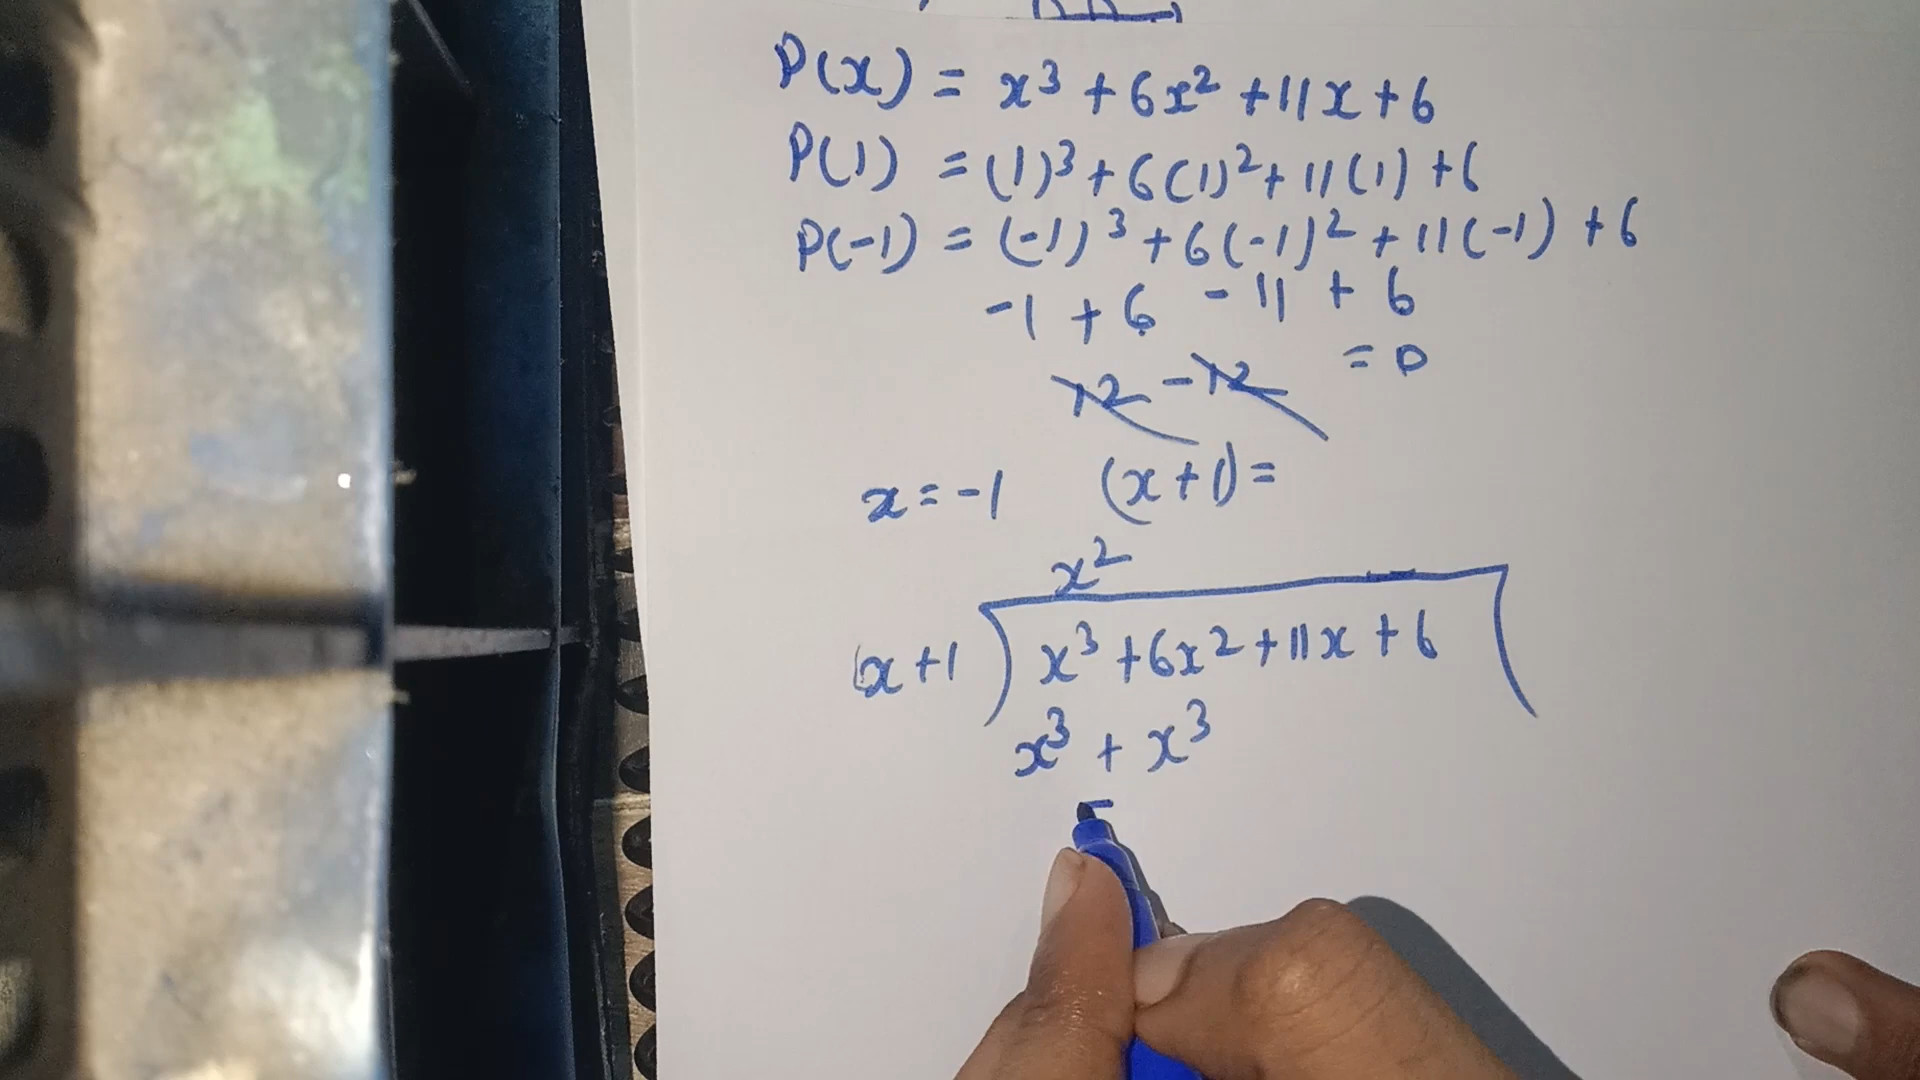 P(x) = x³ + 6x² + 11x + 6
P(1) = (1)³ + 6(1)² + 11(1) + 6
P(-1) = (-1)³ + 6(-1)² + 11(-1) + 6
-1 + 6 - 11 + 6
= 0
12 - 12
x = -1 (x + 1) =
x²
x + 1 ) x³ + 6x² + 11x + 6 (
x³ + x³
-